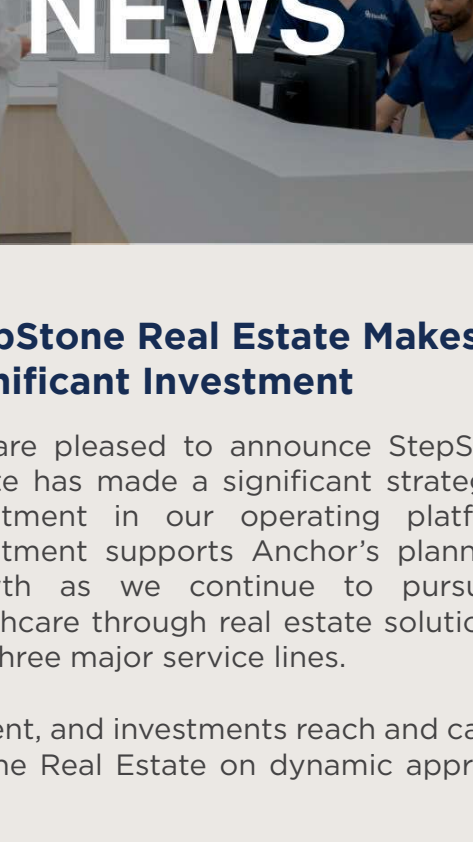 NEWS
pStone Real Estate Makes
nificant Investment
are pleased to announce StepS
te has made a significant strateg
tment in our operating platf
tment supports Anchor's plann
th as we continue to pursu
hcare through real estate solutio
hree major service lines.
ent, and investments reach and ca
ne Real Estate on dynamic appr